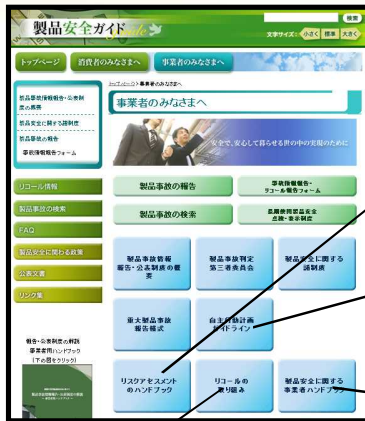 製品安全ガイド
検索
文字サイズ: 小さく 標準 大きく
トップページ 消費者のみなさまへ 事業者のみなさまへ
トップページ > 事業者のみなさまへ
製品事故情報報告・公表制度の概要
製品安全に関する諸制度
製品事故の報告
事故情報報告フォーム
事業者のみなさまへ
安全で、安心して暮らせる世の中の実現のために
リコール情報
製品事故の検索
FAQ
製品安全に関わる政策
公表文書
リンク集
製品事故の報告
事故情報報告・
リコール報告フォーム
製品事故の検索
長期使用製品安全
点検・表示制度
製品事故情報
報告・公表制度の概
要
製品事故判定
第三者委員会
製品安全に関する
諸制度
重大製品事故
報告様式
自主行動計画
ガイドライン
リスクアセスメント
のハンドブック
リコールの
取り組み
製品安全に関する
事業者ハンドブック
報告・公表制度の解説
事業者用ハンドブック
(下の図をクリック)